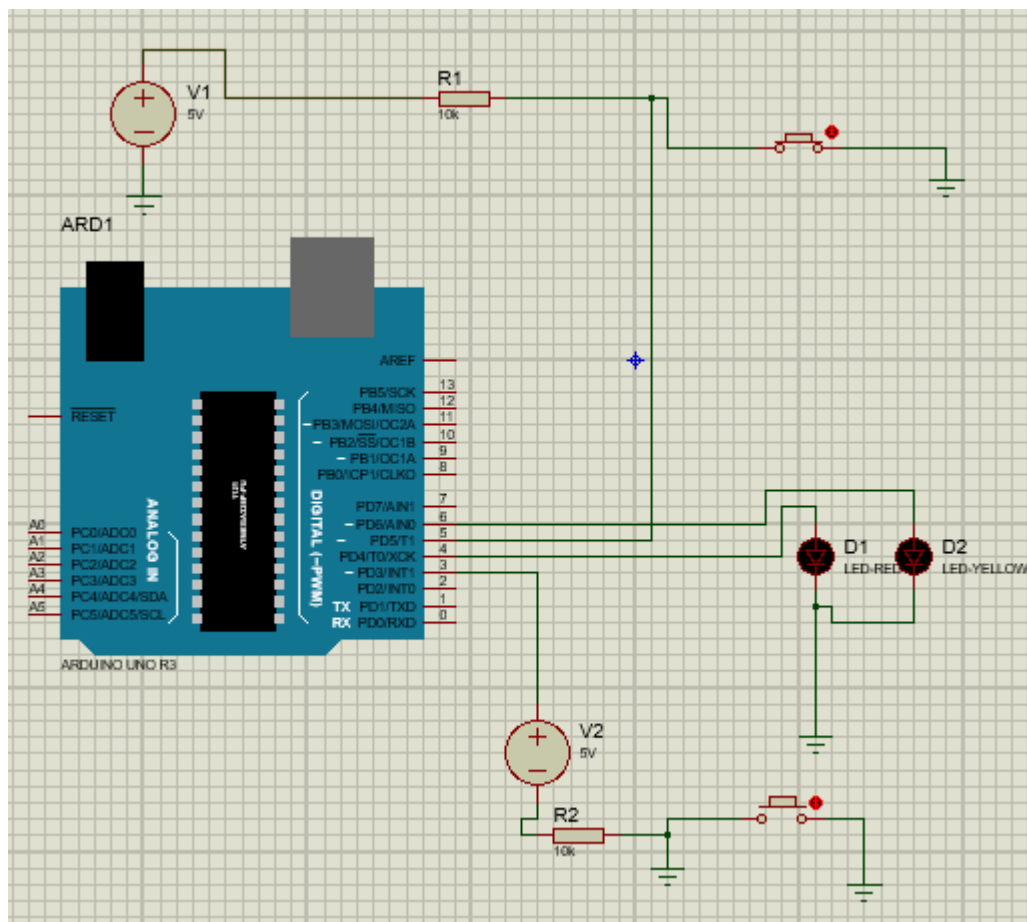 V1
5V
R1
10k
ARD1
AREF
RESET
PB5/SCK 13
PB4/MISO 12
~PB3/MOSI/OC2A 11
~ PB2/SS/OC1B 10
~ PB1/OC1A 9
PB0/ICP1/CLKO 8
PD7/AIN1 7
~ PD6/AIN0 6
~ PD5/T1 5
PD4/T0/XCK 4
~ PD3/INT1 3
PD2/INT0 2
TX PD1/TXD 1
RX PD0/RXD 0
DIGITAL (~PWM)
ANALOG IN
A0 PC0/ADC0
A1 PC1/ADC1
A2 PC2/ADC2
A3 PC3/ADC3
A4 PC4/ADC4/SDA
A5 PC5/ADC5/SCL
ARDUINO UNO R3
D1
LED-RED
D2
LED-YELLOW
V2
5V
R2
10k